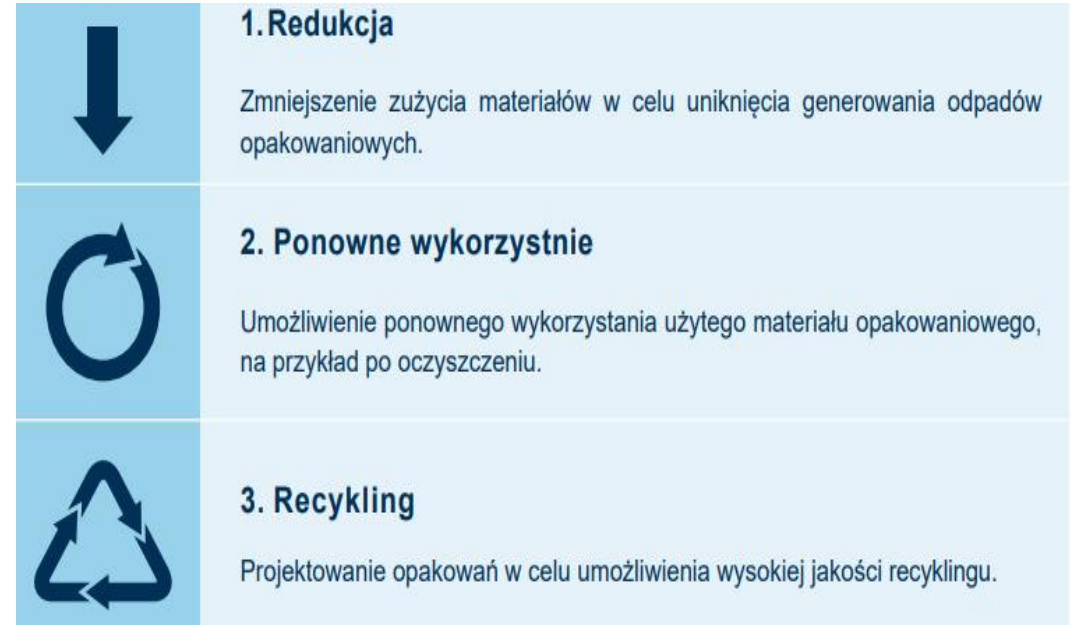 1.Redukcja
Zmniejszenie zużycia materiałów w celu uniknięcia generowania odpadów
opakowaniowych.
2. Ponowne wykorzystnie
Umożliwienie ponownego wykorzystania użytego materiału opakowaniowego,
na przykład po oczyszczeniu.
3. Recykling
Projektowanie opakowań w celu umożliwienia wysokiej jakości recyklingu.